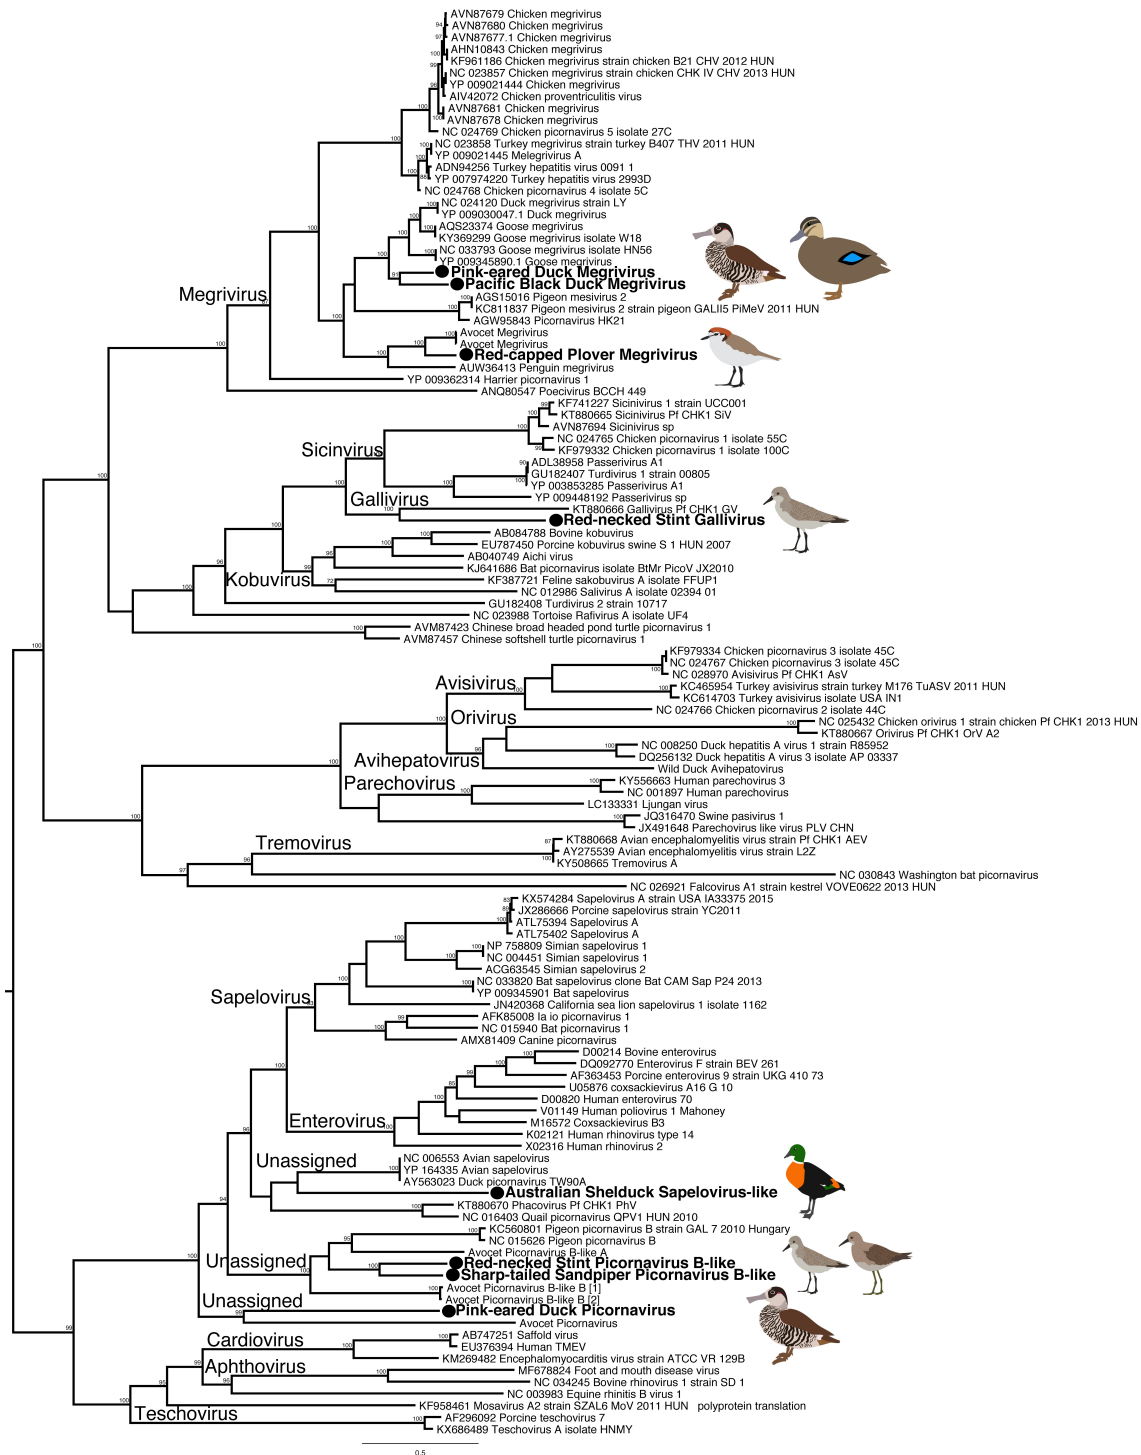 AVN87679 Chicken megrivirus
AVN87680 Chicken megrivirus
AVN87677.1 Chicken megrivirus
AHN10843 Chicken megrivirus
KF961186 Chicken megrivirus strain chicken B21 CHV 2012 HUN
NC 023857 Chicken megrivirus strain chicken CHK IV CHV 2013 HUN
YP 009021444 Chicken megrivirus
AIV42072 Chicken proventriculitis virus
AVN87681 Chicken megrivirus
AVN87678 Chicken megrivirus
NC 024769 Chicken picornavirus 5 isolate 27C
NC 023858 Turkey megrivirus strain turkey B407 THV 2011 HUN
YP 009021445 Melegrivirus A
ADN94256 Turkey hepatitis virus 0091 1
YP 007974220 Turkey hepatitis virus 2993D
NC 024768 Chicken picornavirus 4 isolate 5C
NC 024120 Duck megrivirus strain LY
YP 009030047.1 Duck megrivirus
AQS23374 Goose megrivirus
KY369299 Goose megrivirus isolate W18
NC 033793 Goose megrivirus isolate HN56
YP 009345890.1 Goose megrivirus
Pink-eared Duck Megrivirus
Pacific Black Duck Megrivirus
Megrivirus
AGS15016 Pigeon mesivirus 2
KC811837 Pigeon mesivirus 2 strain pigeon GALII5 PiMeV 2011 HUN
AGW95843 Picornavirus HK21
Avocet Megrivirus
Avocet Megrivirus
Red-capped Plover Megrivirus
AUW36413 Penguin megrivirus
YP 009362314 Harrier picornavirus 1
ANQ80547 Poecivirus BCCH 449
KF741227 Sicinivirus 1 strain UCC001
KT880665 Sicinivirus Pf CHK1 SiV
AVN87694 Sicinivirus sp
NC 024765 Chicken picornavirus 1 isolate 55C
Sicinvirus
KF979332 Chicken picornavirus 1 isolate 100C
ADL38958 Passerivirus A1
GU182407 Turdivirus 1 strain 00805
YP 003853285 Passerivirus A1
YP 009448192 Passerivirus sp
Gallivirus
KT880666 Gallivirus Pf CHK1 GV
Red-necked Stint Gallivirus
AB084788 Bovine kobuvirus
EU787450 Porcine kobuvirus swine S 1 HUN 2007
AB040749 Aichi virus
KJ641686 Bat picornavirus isolate BtMr PicoV JX2010
Kobuvirus
KF387721 Feline sakobuvirus A isolate FFUP1
NC 012986 Salivirus A isolate 02394 01
GU182408 Turdivirus 2 strain 10717
NC 023988 Tortoise Rafivirus A isolate UF4
AVM87423 Chinese broad headed pond turtle picornavirus 1
AVM87457 Chinese softshell turtle picornavirus 1
KF979334 Chicken picornavirus 3 isolate 45C
NC 024767 Chicken picornavirus 3 isolate 45C
NC 028970 Avisivirus Pf CHK1 AsV
Avisivirus
KC465954 Turkey avisivirus strain turkey M176 TuASV 2011 HUN
KC614703 Turkey avisivirus isolate USA IN1
NC 024766 Chicken picornavirus 2 isolate 44C
Orivirus
NC 025432 Chicken orivirus 1 strain chicken Pf CHK1 2013 HUN
KT880667 Orivirus Pf CHK1 OrV A2
NC 008250 Duck hepatitis A virus 1 strain R85952
DQ256132 Duck hepatitis A virus 3 isolate AP 03337
Avihepatovirus
Wild Duck Avihepatovirus
Parechovirus
KY556663 Human parechovirus 3
NC 001897 Human parechovirus
LC133331 Ljungan virus
JQ316470 Swine pasivirus 1
JX491648 Parechovirus like virus PLV CHN
Tremovirus
KT880668 Avian encephalomyelitis virus strain Pf CHK1 AEV
AY275539 Avian encephalomyelitis virus strain L2Z
KY508665 Tremovirus A
NC 030843 Washington bat picornavirus
NC 026921 Falcovirus A1 strain kestrel VOVE0622 2013 HUN
KX574284 Sapelovirus A strain USA IA33375 2015
JX286666 Porcine sapelovirus strain YC2011
ATL75394 Sapelovirus A
ATL75402 Sapelovirus A
NP 758809 Simian sapelovirus 1
NC 004451 Simian sapelovirus 1
ACG63545 Simian sapelovirus 2
NC 033820 Bat sapelovirus clone Bat CAM Sap P24 2013
YP 009345901 Bat sapelovirus
Sapelovirus
JN420368 California sea lion sapelovirus 1 isolate 1162
AFK85008 Ia io picornavirus 1
NC 015940 Bat picornavirus 1
AMX81409 Canine picornavirus
D00214 Bovine enterovirus
DQ092770 Enterovirus F strain BEV 261
AF363453 Porcine enterovirus 9 strain UKG 410 73
U05876 coxsackievirus A16 G 10
D00820 Human enterovirus 70
V01149 Human poliovirus 1 Mahoney
Enterovirus
M16572 Coxsackievirus B3
K02121 Human rhinovirus type 14
X02316 Human rhinovirus 2
Unassigned
NC 006553 Avian sapelovirus
YP 164335 Avian sapelovirus
AY563023 Duck picornavirus TW90A
Australian Shelduck Sapelovirus-like
KT880670 Phacovirus Pf CHK1 PhV
NC 016403 Quail picornavirus QPV1 HUN 2010
KC560801 Pigeon picornavirus B strain GAL 7 2010 Hungary
NC 015626 Pigeon picornavirus B
Avocet Picornavirus B-like A
Unassigned
Red-necked Stint Picornavirus B-like
Sharp-tailed Sandpiper Picornavirus B-like
Avocet Picornavirus B-like B [1]
Avocet Picornavirus B-like B [2]
Unassigned
Pink-eared Duck Picornavirus
Avocet Picornavirus
Cardiovirus
AB747251 Saffold virus
EU376394 Human TMEV
KM269482 Encephalomyocarditis virus strain ATCC VR 129B
Aphthovirus
MF678824 Foot and mouth disease virus
NC 034245 Bovine rhinovirus 1 strain SD 1
NC 003983 Equine rhinitis B virus 1
KF958461 Mosavirus A2 strain SZAL6 MoV 2011 HUN polyprotein translation
Teschovirus
AF296092 Porcine teschovirus 7
KX686489 Teschovirus A isolate HNMY
0.5